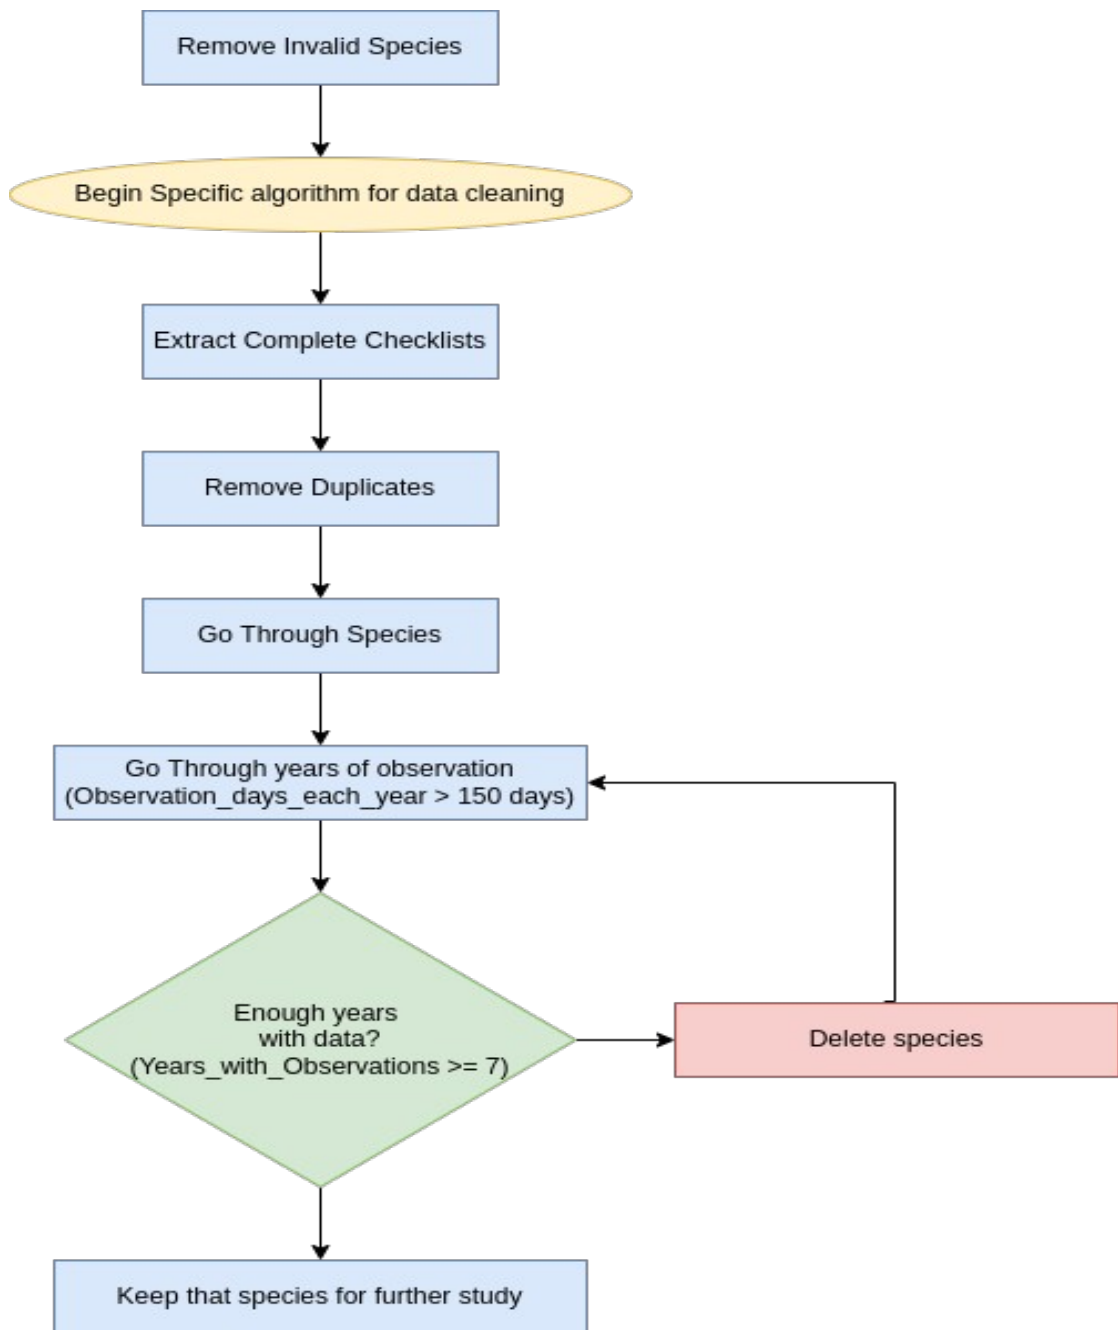 Remove Invalid Species
Begin Specific algorithm for data cleaning
Extract Complete Checklists
Remove Duplicates
Go Through Species
Go Through years of observation
(Observation_days_each_year > 150 days)
Enough years
with data?
(Years_with_Observations >= 7)
Delete species
Keep that species for further study